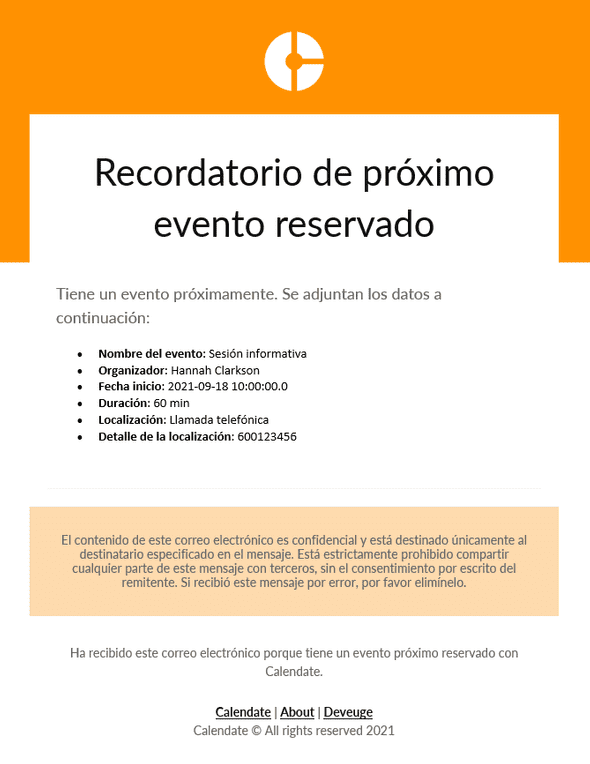 Recordatorio de próximo
evento reservado
Tiene un evento próximamente. Se adjuntan los datos a
continuación:
• Nombre del evento: Sesión informativa
• Organizador: Hannah Clarkson
• Fecha inicio: 2021-09-18 10:00:00.0
• Duración: 60 min
• Localización: Llamada telefónica
• Detalle de la localización: 600123456
El contenido de este correo electrónico es confidencial y está destinado únicamente al
destinatario especificado en el mensaje. Está estrictamente prohibido compartir
cualquier parte de este mensaje con terceros, sin el consentimiento por escrito del
remitente. Si recibió este mensaje por error, por favor elimínelo.
Ha recibido este correo electrónico porque tiene un evento próximo reservado con
Calendate.
Calendate | About | Deveuge
Calendate © All rights reserved 2021